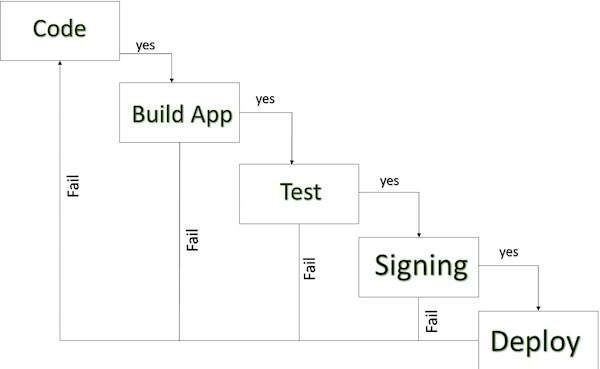 Code
yes
Build App
yes
Test
yes
Signing
yes
Deploy
Fail
Fail
Fail
Fail